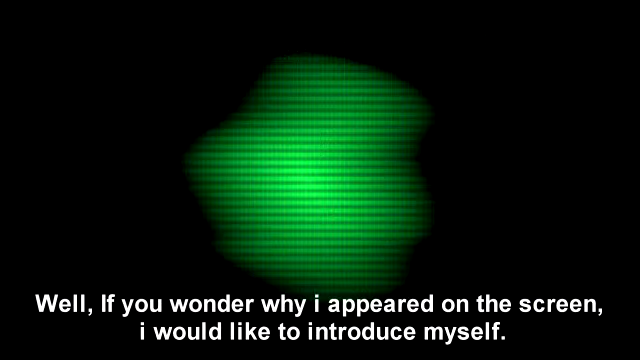 Well, If you wonder why i appeared on the screen,
i would like to introduce myself.